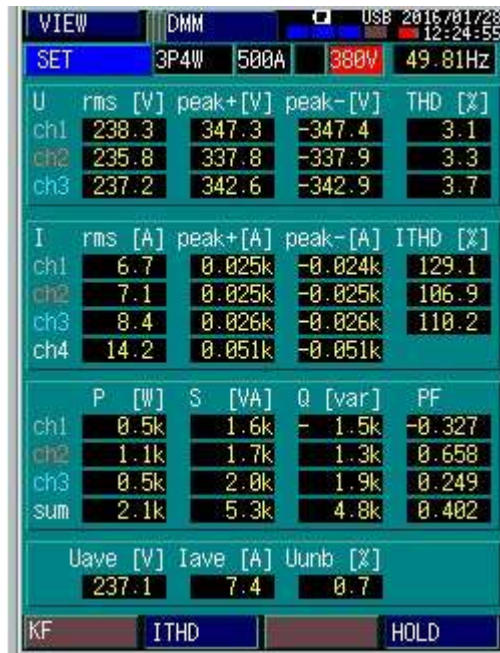 VIEW DMM USB 2016/01/28
12:24:55
SET 3P4W 500A 380V 49.81Hz
U rms [V] peak+[V] peak-[V] THD [%]
ch1 238.3 347.3 -347.4 3.1
ch2 235.8 337.8 -337.9 3.3
ch3 237.2 342.6 -342.9 3.7
I rms [A] peak+[A] peak-[A] ITHD [%]
ch1 6.7 0.025k -0.024k 129.1
ch2 7.1 0.025k -0.025k 106.9
ch3 8.4 0.026k -0.026k 110.2
ch4 14.2 0.051k -0.051k
P [W] S [VA] Q [var] PF
ch1 0.5k 1.6k - 1.5k -0.327
ch2 1.1k 1.7k 1.3k 0.658
ch3 0.5k 2.0k 1.9k 0.249
sum 2.1k 5.3k 4.8k 0.402
Uave [V] Iave [A] Uunb [%]
237.1 7.4 0.7
KF ITHD HOLD